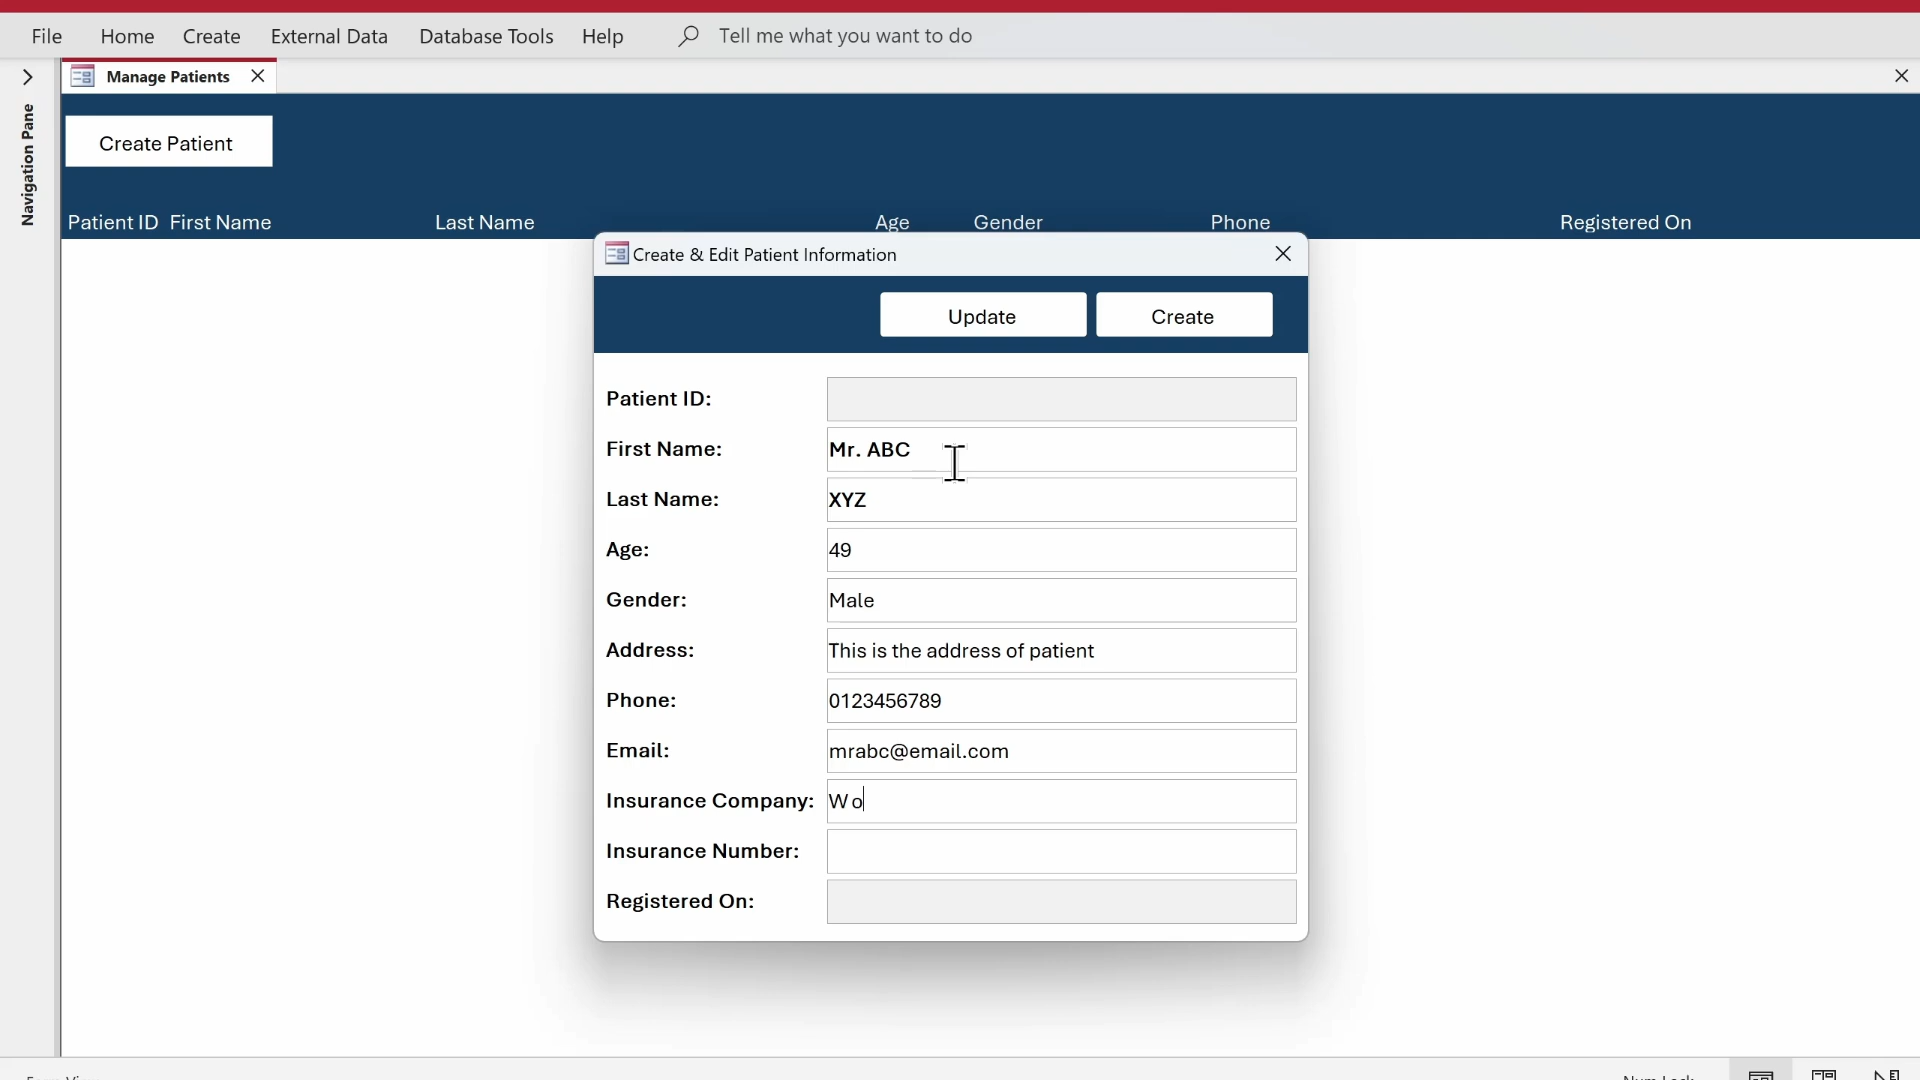 File Home Create External Data Database Tools Help Tell me what you want to do
Manage Patients
Navigation Pane
Create Patient
Patient ID First Name Last Name Age Gender Phone Registered On
Create & Edit Patient Information
Update Create
Patient ID:
First Name: Mr. ABC
Last Name: XYZ
Age: 49
Gender: Male
Address: This is the address of patient
Phone: 0123456789
Email: mrabc@email.com
Insurance Company: Wo
Insurance Number:
Registered On: